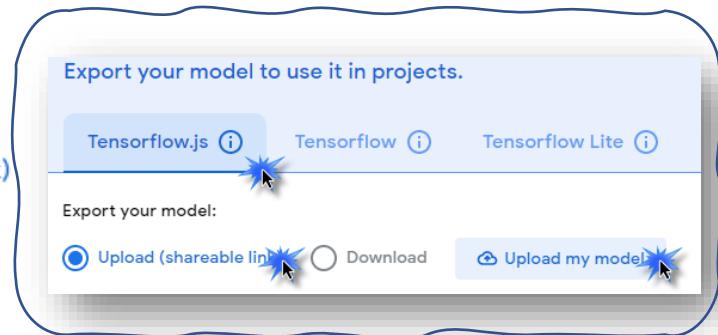 Export your model to use it in projects.
Tensorflow.js Tensorflow Tensorflow Lite
Export your model:
Upload (shareable lin Download Upload my model